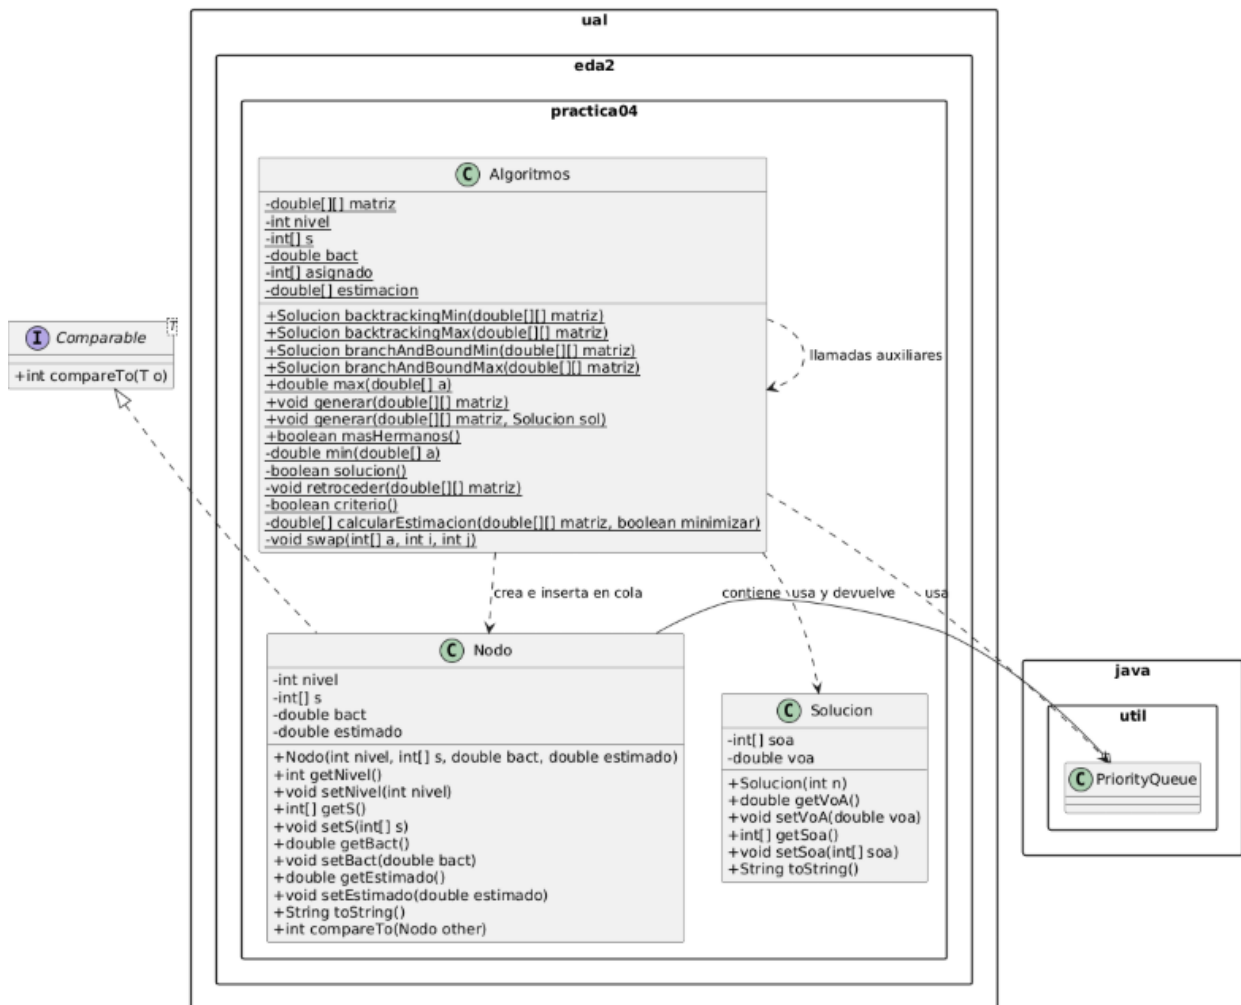 ual
eda2
practica04
C Algoritmos
-double[][] matriz
-int nivel
-int[] s
-double bact
-int[] asignado
-double[] estimacion
+Solucion backtrackingMin(double[][] matriz)
+Solucion backtrackingMax(double[][] matriz)
+Solucion branchAndBoundMin(double[][] matriz)
+Solucion branchAndBoundMax(double[][] matriz)
+double max(double[] a)
+void generar(double[][] matriz)
+void generar(double[][] matriz, Solucion sol)
+boolean masHermanos()
-double min(double[] a)
-boolean solucion()
-void retroceder(double[][] matriz)
-boolean criterio()
-double[] calcularEstimacion(double[][] matriz, boolean minimizar)
-void swap(int[] a, int i, int j)
llamadas auxiliares
I Comparable T
+int compareTo(T o)
crea e inserta en cola
contiene
usa y devuelve
usa
C Nodo
-int nivel
-int[] s
-double bact
-double estimado
+Nodo(int nivel, int[] s, double bact, double estimado)
+int getNivel()
+void setNivel(int nivel)
+int[] getS()
+void setS(int[] s)
+double getBact()
+void setBact(double bact)
+double getEstimado()
+void setEstimado(double estimado)
+String toString()
+int compareTo(Nodo other)
C Solucion
-int[] soa
-double voa
+Solucion(int n)
+double getVoA()
+void setVoA(double voa)
+int[] getSoa()
+void setSoa(int[] soa)
+String toString()
java
util
C PriorityQueue